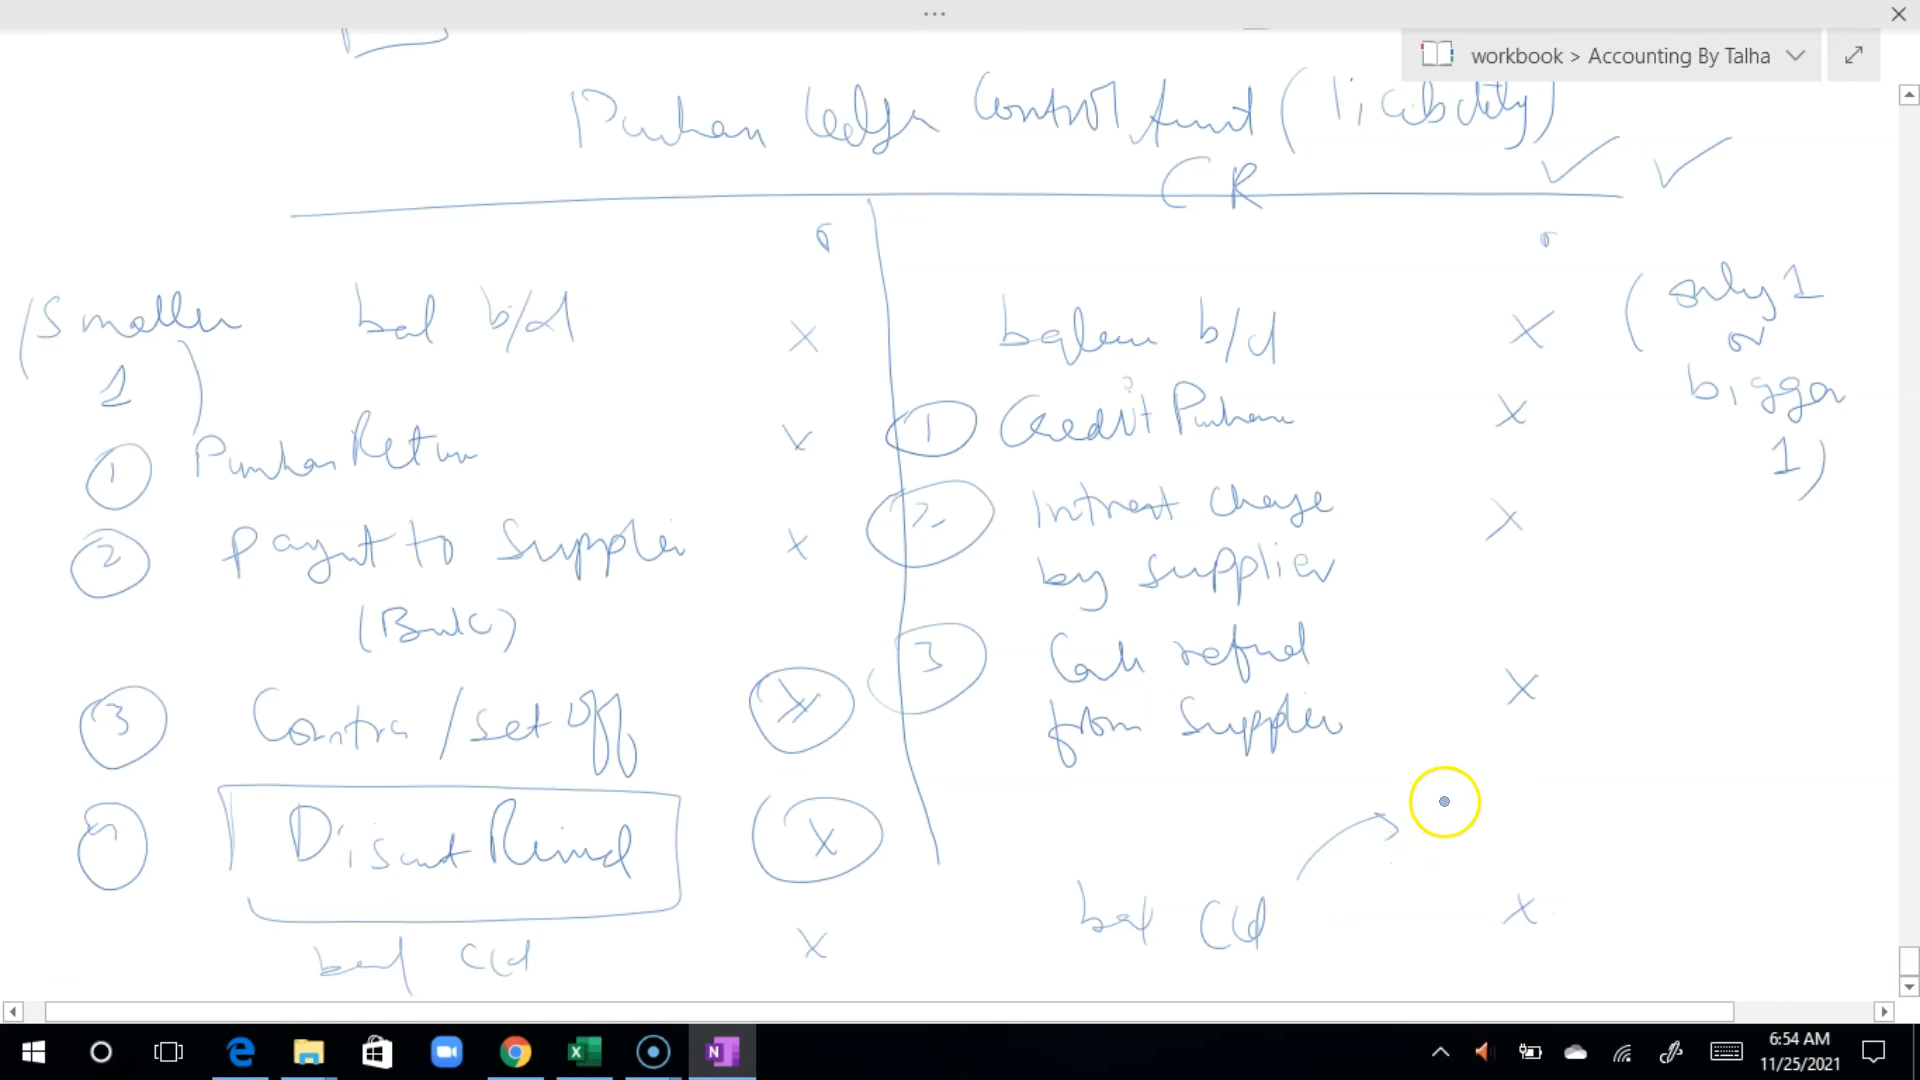 workbook > Accounting By Talha
Purchase Ledger Control Account (liability)
CR
(Smaller 1)
bal b/d x
balance b/d x
(only 1 or bigger 1)
① Purchase Return x
① Credit Purchase x
② Payment to Supplier x
(Bank)
② Intrest Charge x
by supplier
③ Contra / set off x
③ Cash refund
from Supplier x
Discount Received x
bal c/d x
bal c/d x
6:54 AM
11/25/2021